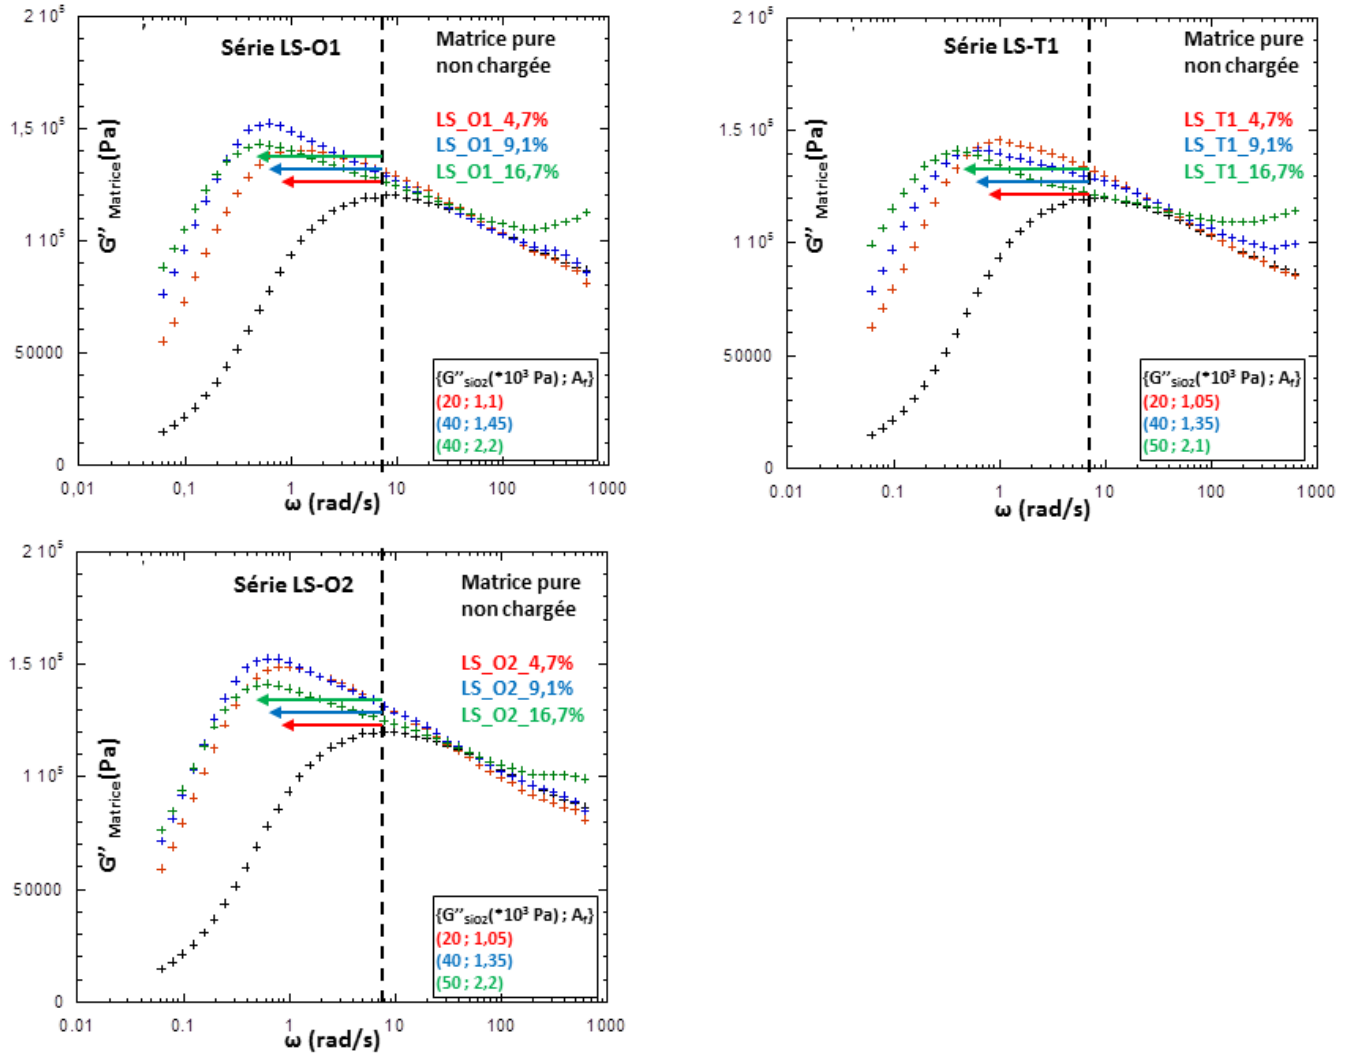 2 10⁵
Série LS-O1
Matrice pure
non chargée
1,5 10⁵
LS_O1_4,7%
LS_O1_9,1%
LS_O1_16,7%
G″ Matrice(Pa)
1 10⁵
50000
{G″sio2(*10³ Pa) ; Af}
(20 ; 1,1)
(40 ; 1,45)
(40 ; 2,2)
0
0,01 0,1 1 10 100 1000
ω (rad/s)
2 10⁵
Série LS-T1
Matrice pure
non chargée
1,5 10⁵
LS_T1_4,7%
LS_T1_9,1%
LS_T1_16,7%
G″ Matrice(Pa)
1 10⁵
50000
{G″sio2(*10³ Pa) ; Af}
(20 ; 1,05)
(40 ; 1,35)
(50 ; 2,1)
0
0.01 0.1 1 10 100 1000
ω (rad/s)
2 10⁵
Série LS-O2
Matrice pure
non chargée
1.5 10⁵
LS_O2_4,7%
LS_O2_9,1%
LS_O2_16,7%
G″ Matrice(Pa)
1 10⁵
50000
{G″sio2(*10³ Pa) ; Af}
(20 ; 1,05)
(40 ; 1,35)
(50 ; 2,2)
0
0.01 0.1 1 10 100 1000
ω (rad/s)